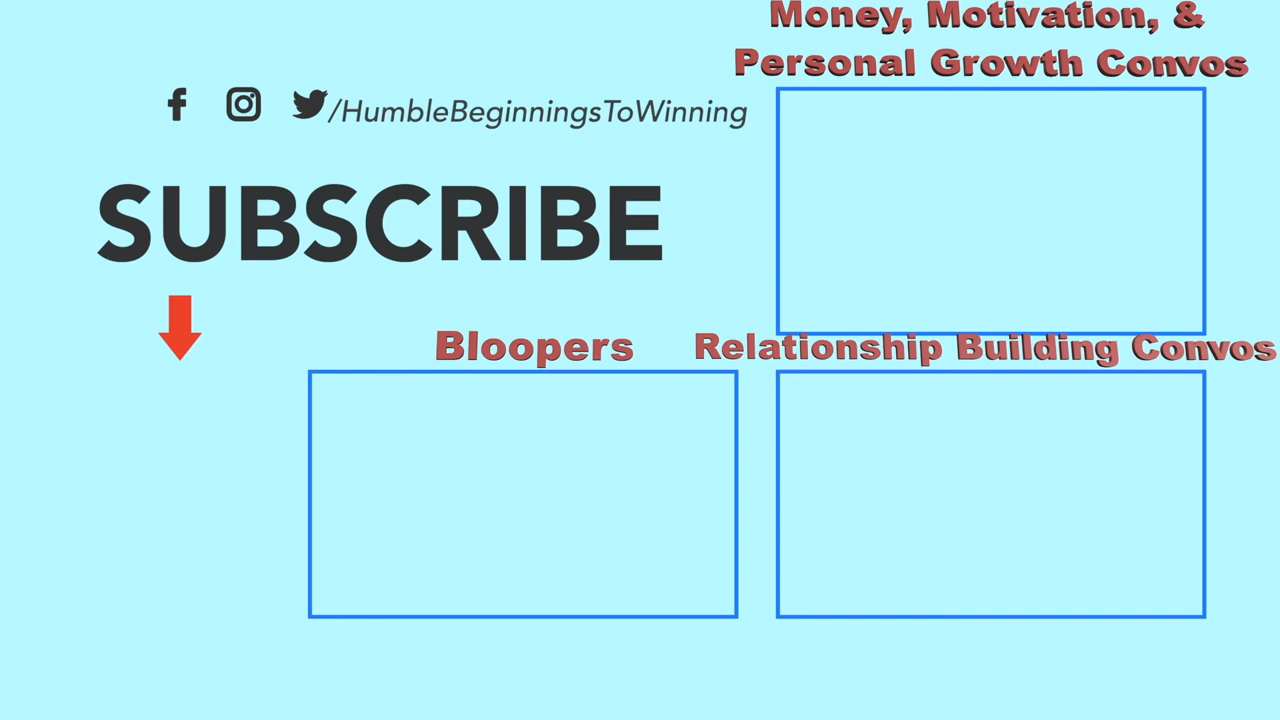 Money, Motivation, &
Personal Growth Convos
/HumbleBeginningsToWinning
SUBSCRIBE
Bloopers
Relationship Building Convos